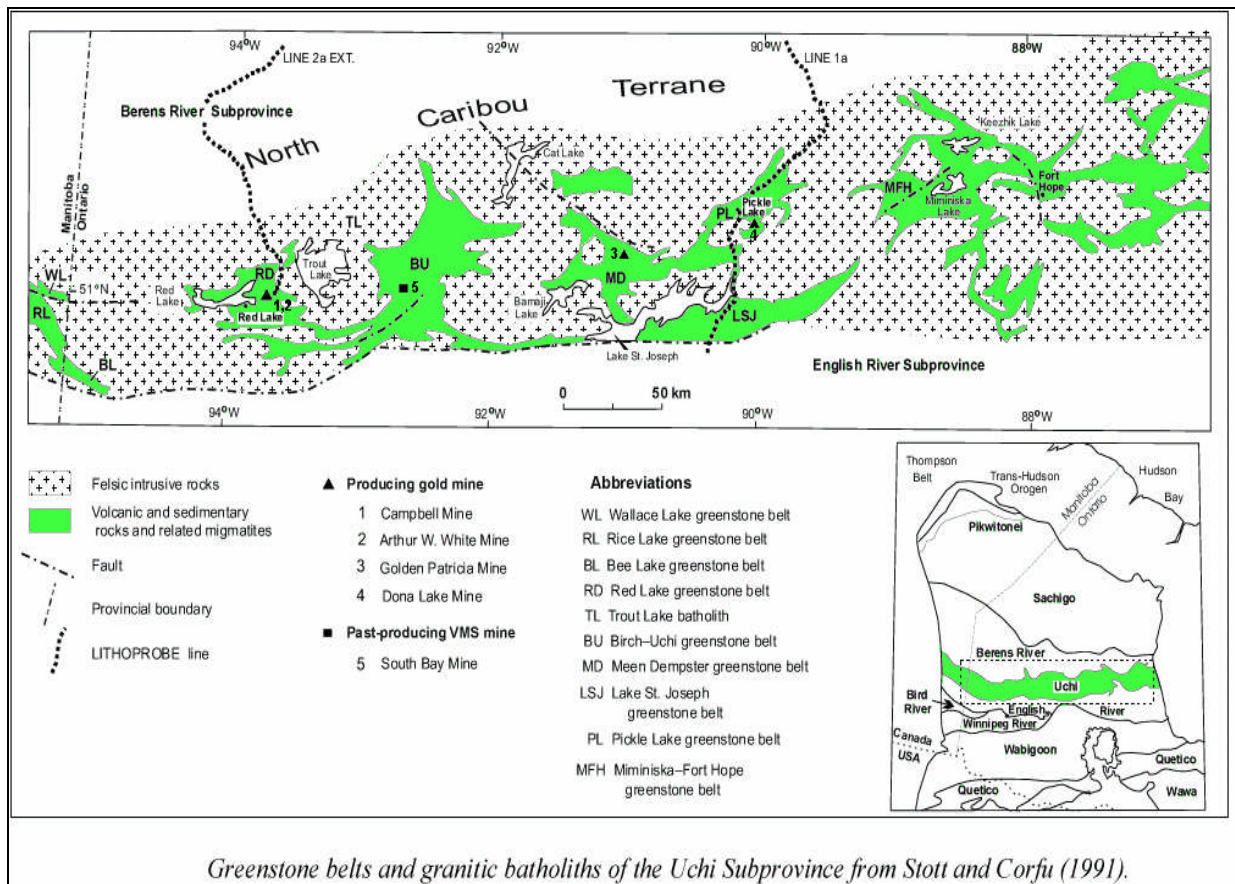 94°W
92°W
90°W
88°W
LINE 2a EXT.
LINE 1a
Berens River Subprovince
North
Caribou
Terrane
Manitoba
Ontario
Cat Lake
Keezhik Lake
MFH
Fort
Hope
Miminiska
Lake
PL
Pickle
Lake
4
TL
Trout
Lake
BU
5
3
MD
WL
51°N
Red
Lake
RD
1,2
Red Lake
RL
BL
Bamaji
Lake
LSJ
Lake St. Joseph
English River Subprovince
0 50 km
94°W
92°W
90°W
88°W
Felsic intrusive rocks
Volcanic and sedimentary
rocks and related migmatites
Fault
Provincial boundary
LITHOPROBE line
Producing gold mine
1 Campbell Mine
2 Arthur W. White Mine
3 Golden Patricia Mine
4 Dona Lake Mine
Past-producing VMS mine
5 South Bay Mine
Abbreviations
WL Wallace Lake greenstone belt
RL Rice Lake greenstone belt
BL Bee Lake greenstone belt
RD Red Lake greenstone belt
TL Trout Lake batholith
BU Birch–Uchi greenstone belt
MD Meen Dempster greenstone belt
LSJ Lake St. Joseph
greenstone belt
PL Pickle Lake greenstone belt
MFH Miminiska–Fort Hope
greenstone belt
Thompson
Belt
Trans-Hudson
Orogen
Hudson
Bay
Manitoba
Ontario
Pikwitonei
Sachigo
Berens River
Uchi
Bird
River
English
River
Winnipeg River
Canada
USA
Wabigoon
Quetico
Quetico
Wawa
Greenstone belts and granitic batholiths of the Uchi Subprovince from Stott and Corfu (1991).